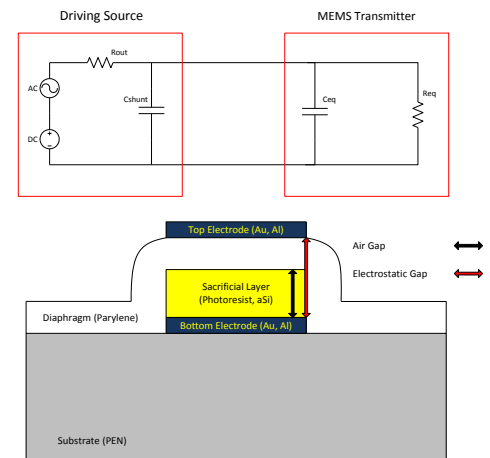 Driving Source
MEMS Transmitter
Rout
AC
Cshunt
Ceq
Req
DC
Top Electrode (Au, Al)
Air Gap
Electrostatic Gap
Sacrificial Layer
(Photoresist, aSi)
Diaphragm (Parylene)
Bottom Electrode (Au, Al)
Substrate (PEN)